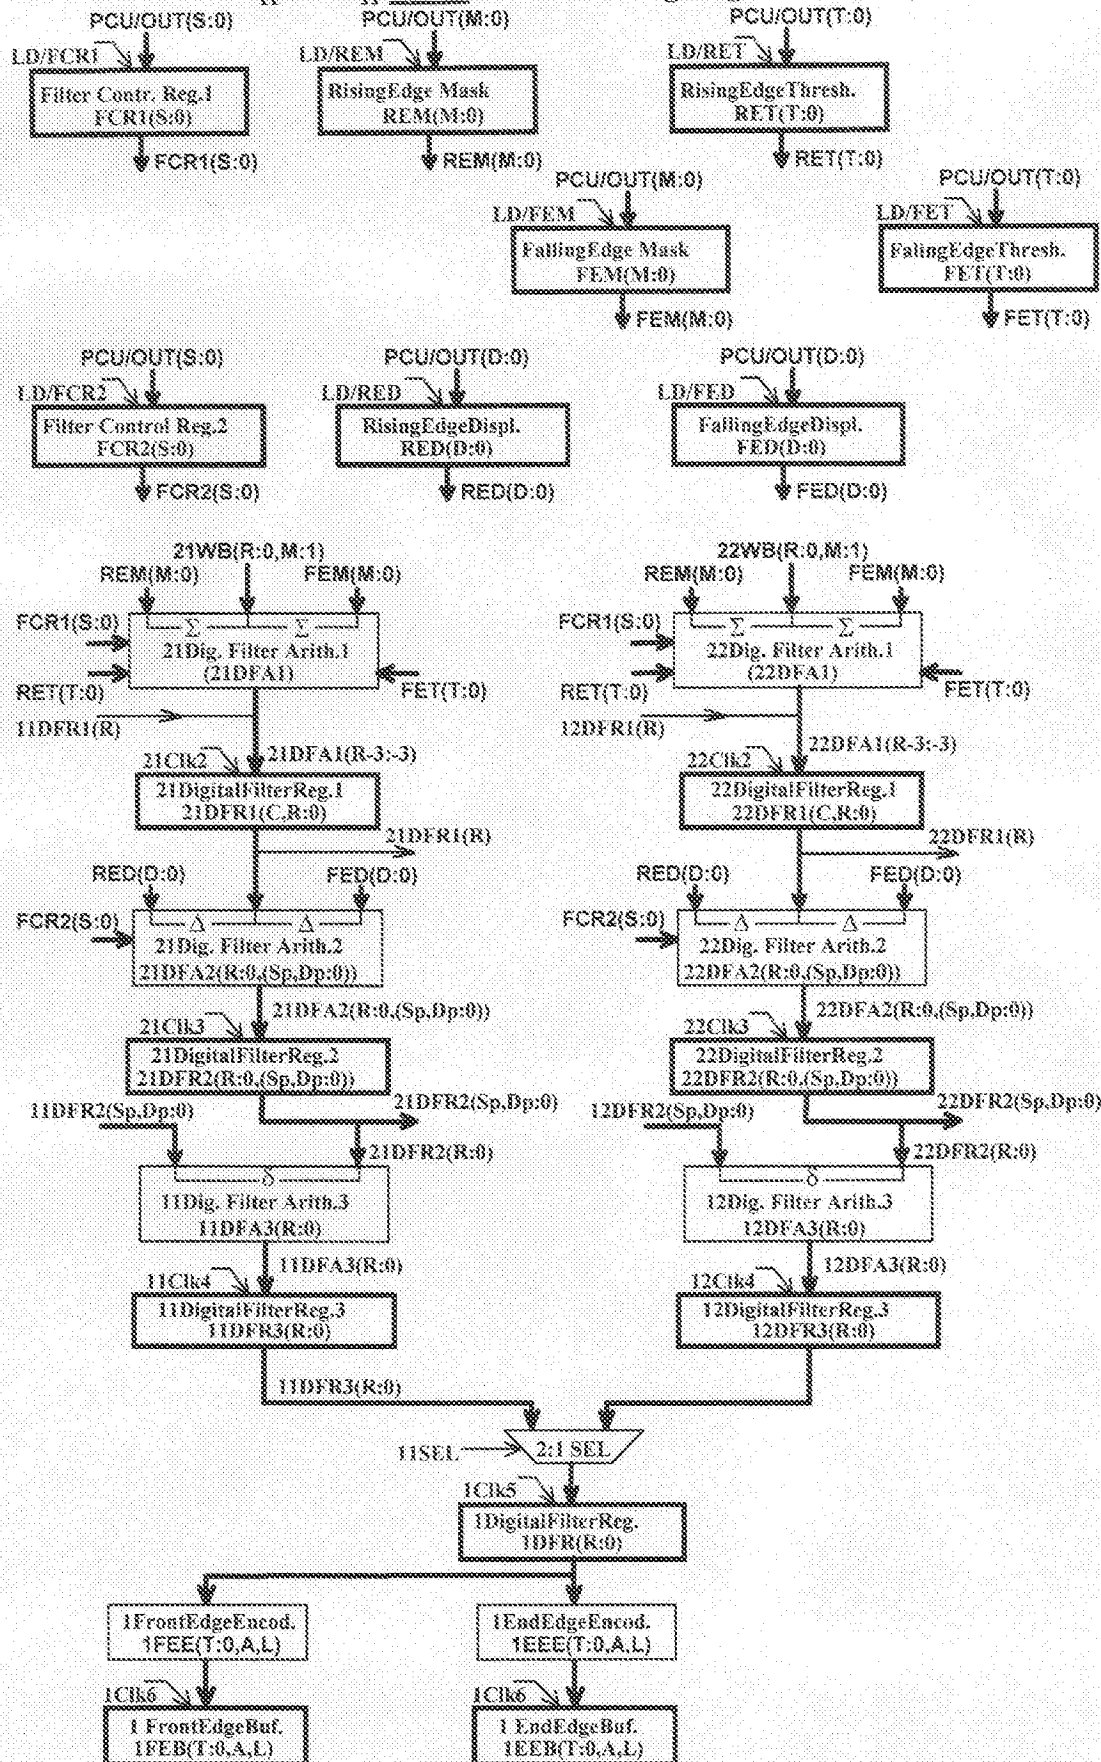 PCU/OUT(S:0) PCU/OUT(M:0) PCU/OUT(T:0)
LD/FCR1 LD/REM LD/RET
Filter Contr. Reg.1 RisingEdge Mask RisingEdgeThresh.
FCR1(S:0) REM(M:0) RET(T:0)
FCR1(S:0) REM(M:0) RET(T:0)
PCU/OUT(M:0) PCU/OUT(T:0)
LD/FEM LD/FET
FallingEdge Mask FalingEdgeThresh.
FEM(M:0) FET(T:0)
FEM(M:0) FET(T:0)
PCU/OUT(S:0) PCU/OUT(D:0) PCU/OUT(D:0)
LD/FCR2 LD/RED LD/FED
Filter Control Reg.2 RisingEdgeDispl. FallingEdgeDispl.
FCR2(S:0) RED(D:0) FED(D:0)
FCR2(S:0) RED(D:0) FED(D:0)
21WB(R:0,M:1) 22WB(R:0,M:1)
REM(M:0) FEM(M:0) REM(M:0) FEM(M:0)
FCR1(S:0) Σ Σ FCR1(S:0) Σ Σ
21Dig. Filter Arith.1 22Dig. Filter Arith.1
(21DFA1) (22DFA1)
RET(T:0) FET(T:0) RET(T:0) FET(T:0)
11DFR1(R) 12DFR1(R)
21Clk2 21DFA1(R-3:-3) 22Clk2 22DFA1(R-3:-3)
21DigitalFilterReg.1 22DigitalFilterReg.1
21DFR1(C,R:0) 22DFR1(C,R:0)
21DFR1(R) 22DFR1(R)
RED(D:0) FED(D:0) RED(D:0) FED(D:0)
FCR2(S:0) Δ Δ FCR2(S:0) Δ Δ
21Dig. Filter Arith.2 22Dig. Filter Arith.2
21DFA2(R:0,(Sp,Dp:0)) 22DFA2(R:0,(Sp,Dp:0))
21DFA2(R:0,(Sp,Dp:0)) 22DFA2(R:0,(Sp,Dp:0))
21Clk3 22Clk3
21DigitalFilterReg.2 22DigitalFilterReg.2
21DFR2(R:0,(Sp,Dp:0)) 22DFR2(R:0,(Sp,Dp:0))
11DFR2(Sp,Dp:0) 21DFR2(Sp,Dp:0) 12DFR2(Sp,Dp:0) 22DFR2(Sp,Dp:0)
21DFR2(R:0) 22DFR2(R:0)
δ δ
11Dig. Filter Arith.3 12Dig. Filter Arith.3
11DFA3(R:0) 12DFA3(R:0)
11DFA3(R:0) 12DFA3(R:0)
11Clk4 12Clk4
11DigitalFilterReg.3 12DigitalFilterReg.3
11DFR3(R:0) 12DFR3(R:0)
11DFR3(R:0)
11SEL 2:1 SEL
1Clk5
1DigitalFilterReg.
1DFR(R:0)
1FrontEdgeEncod. 1EndEdgeEncod.
1FEE(T:0,A,L) 1EEE(T:0,A,L)
1Clk6 1Clk6
1 FrontEdgeBuf. 1 EndEdgeBuf.
1FEB(T:0,A,L) 1EEB(T:0,A,L)